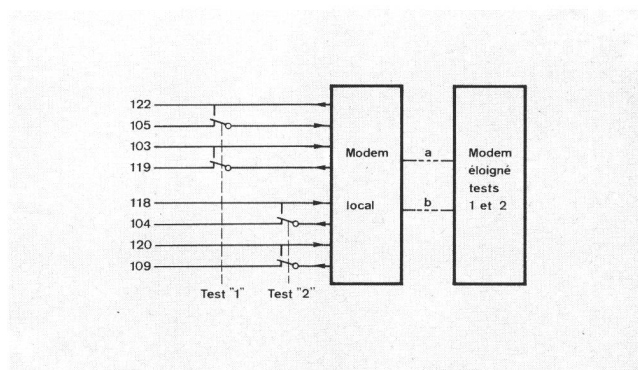 122
105
103
119
118
104
120
109
Test "1"
Test "2"
Modem
local
a
b
Modem
éloigné
tests
1 et 2